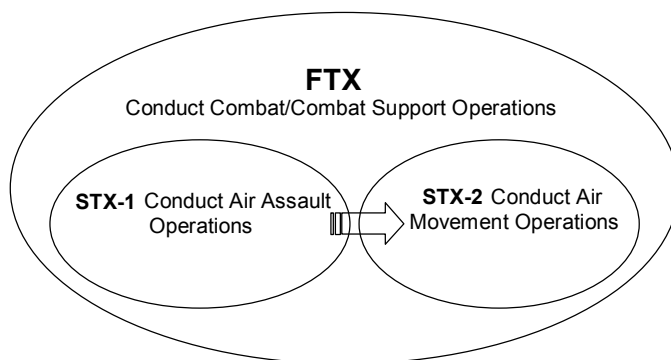 FTX
Conduct Combat/Combat Support Operations
STX-1 Conduct Air Assault
Operations
STX-2 Conduct Air
Movement Operations